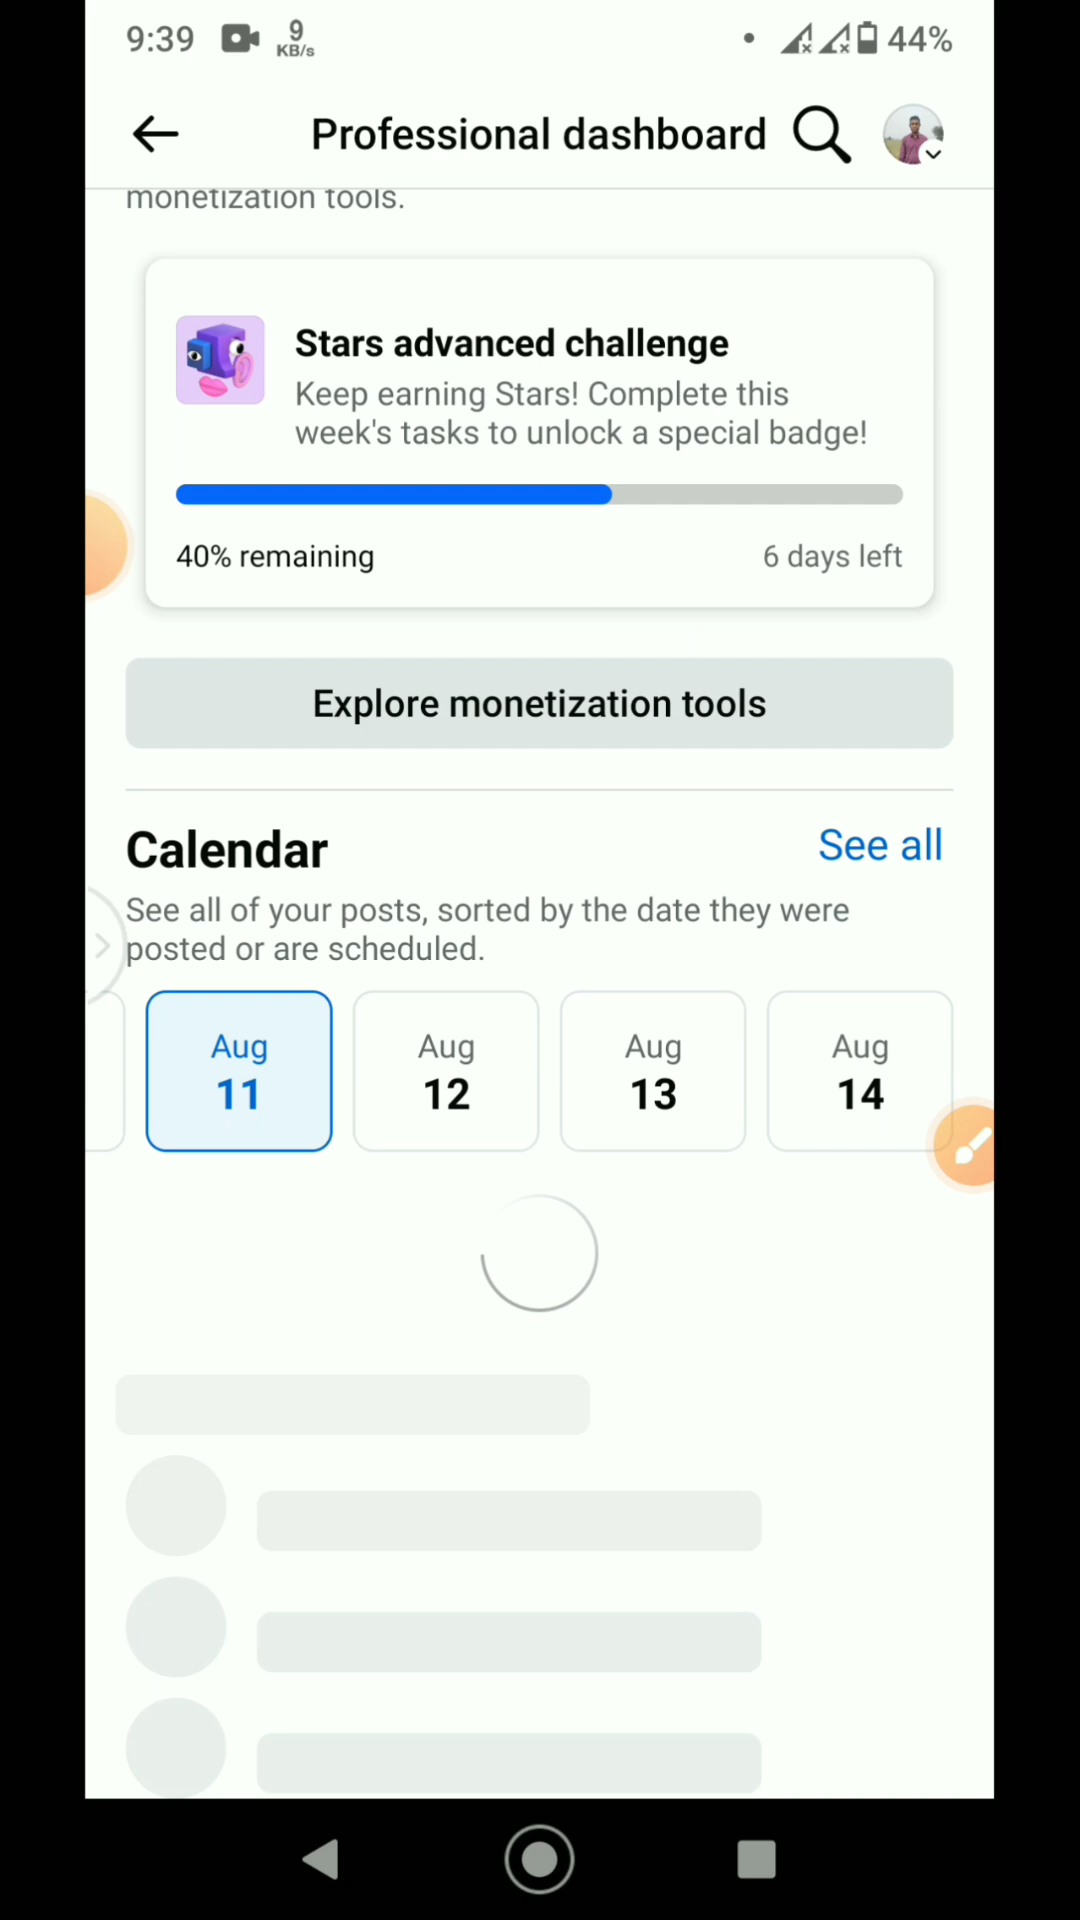 9:39
9
KB/s
44%
Professional dashboard
monetization tools.
Stars advanced challenge
Keep earning Stars! Complete this
week's tasks to unlock a special badge!
40% remaining
6 days left
Explore monetization tools
Calendar
See all
See all of your posts, sorted by the date they were
posted or are scheduled.
Aug
11
Aug
12
Aug
13
Aug
14